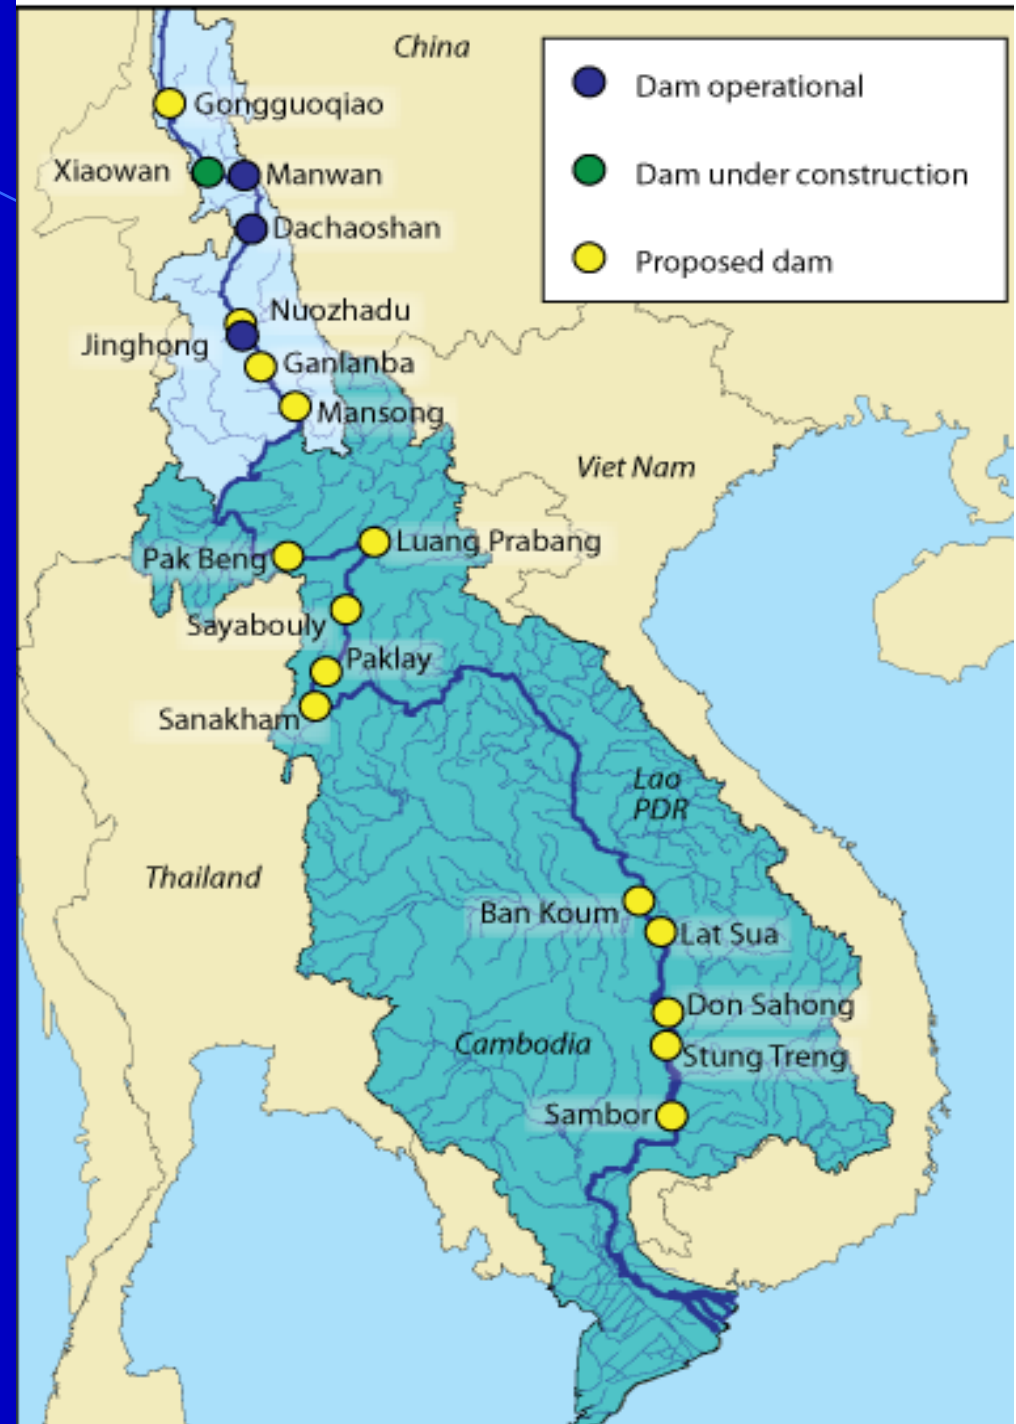 China
Dam operational
Dam under construction
Proposed dam
Gongguoqiao
Xiaowan
Manwan
Dachaoshan
Nuozhadu
Jinghong
Ganlanba
Mansong
Viet Nam
Luang Prabang
Pak Beng
Sayabouly
Paklay
Sanakham
Lao
PDR
Thailand
Ban Koum
Lat Sua
Don Sahong
Cambodia
Stung Treng
Sambor